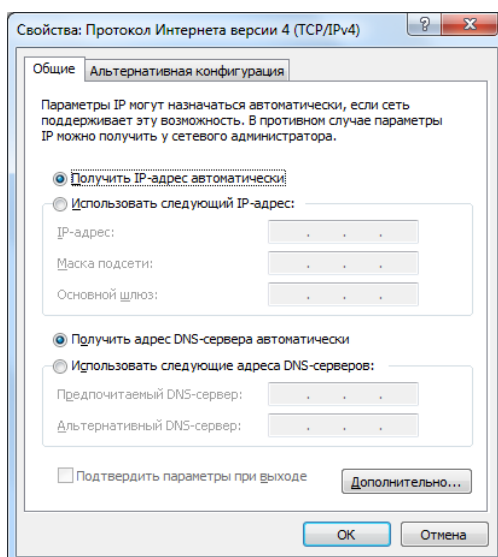 Свойства: Протокол Интернета версии 4 (TCP/IPv4)
Общие
Альтернативная конфигурация
Параметры IP могут назначаться автоматически, если сеть
поддерживает эту возможность. В противном случае параметры
IP можно получить у сетевого администратора.
Получить IP-адрес автоматически
Использовать следующий IP-адрес:
IP-адрес:
Маска подсети:
Основной шлюз:
Получить адрес DNS-сервера автоматически
Использовать следующие адреса DNS-серверов:
Предпочитаемый DNS-сервер:
Альтернативный DNS-сервер:
Подтвердить параметры при выходе
Дополнительно...
ОК
Отмена